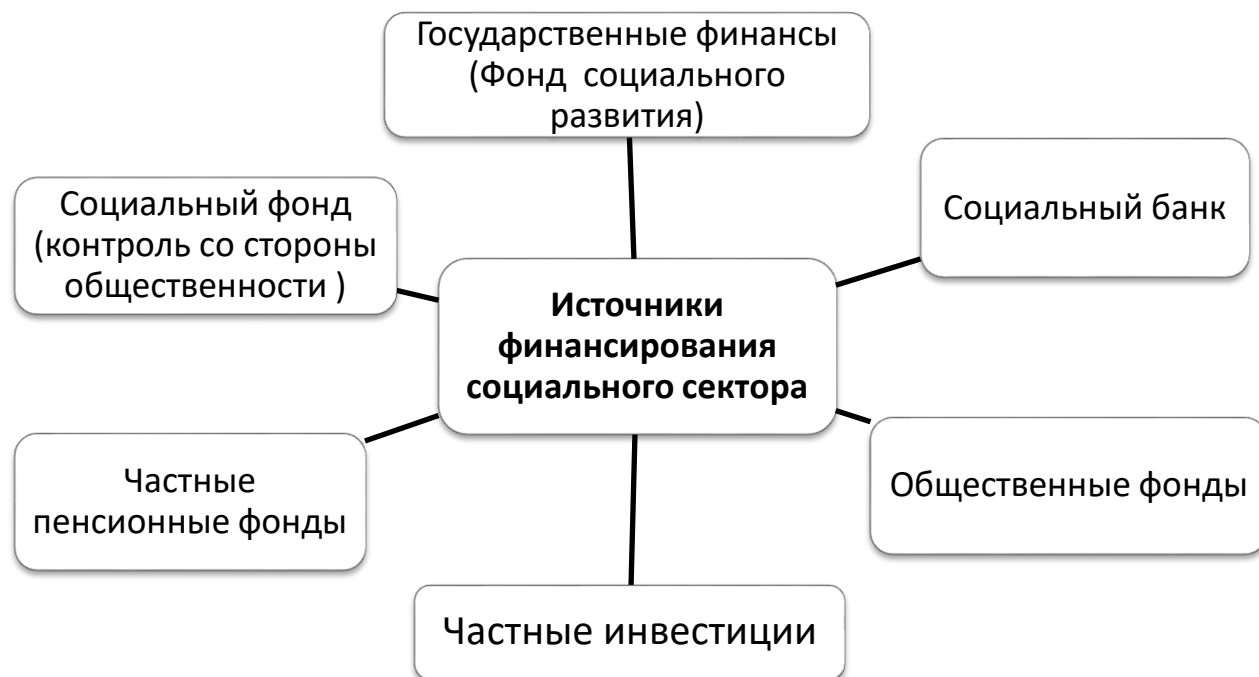 Государственные финансы
(Фонд социального
развития)
Социальный фонд
(контроль со стороны
общественности )
Социальный банк
Источники
финансирования
социального сектора
Частные
пенсионные фонды
Общественные фонды
Частные инвестиции